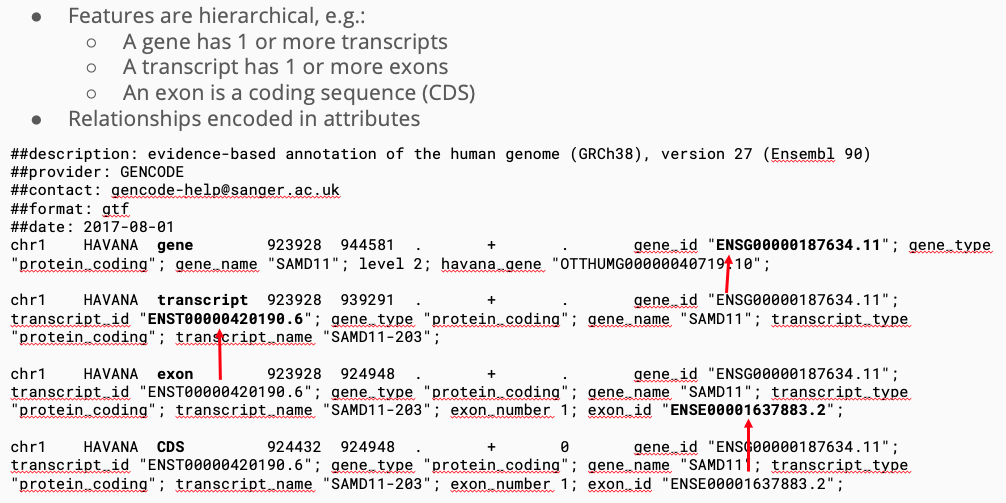 ● Features are hierarchical, e.g.:
○ A gene has 1 or more transcripts
○ A transcript has 1 or more exons
○ An exon is a coding sequence (CDS)
● Relationships encoded in attributes
##description: evidence-based annotation of the human genome (GRCh38), version 27 (Ensembl 90)
##provider: GENCODE
##contact: gencode-help@sanger.ac.uk
##format: gtf
##date: 2017-08-01
chr1 HAVANA gene 923928 944581 . + . gene_id "ENSG00000187634.11"; gene_type
"protein_coding"; gene_name "SAMD11"; level 2; havana_gene "OTTHUMG00000040719.10";
chr1 HAVANA transcript 923928 939291 . + . gene_id "ENSG00000187634.11";
transcript_id "ENST00000420190.6"; gene_type "protein_coding"; gene_name "SAMD11"; transcript_type
"protein_coding"; transcript_name "SAMD11-203";
chr1 HAVANA exon 923928 924948 . + . gene_id "ENSG00000187634.11";
transcript_id "ENST00000420190.6"; gene_type "protein_coding"; gene_name "SAMD11"; transcript_type
"protein_coding"; transcript_name "SAMD11-203"; exon_number 1; exon_id "ENSE00001637883.2";
chr1 HAVANA CDS 924432 924948 . + 0 gene_id "ENSG00000187634.11";
transcript_id "ENST00000420190.6"; gene_type "protein_coding"; gene_name "SAMD11"; transcript_type
"protein_coding"; transcript_name "SAMD11-203"; exon_number 1; exon_id "ENSE00001637883.2";